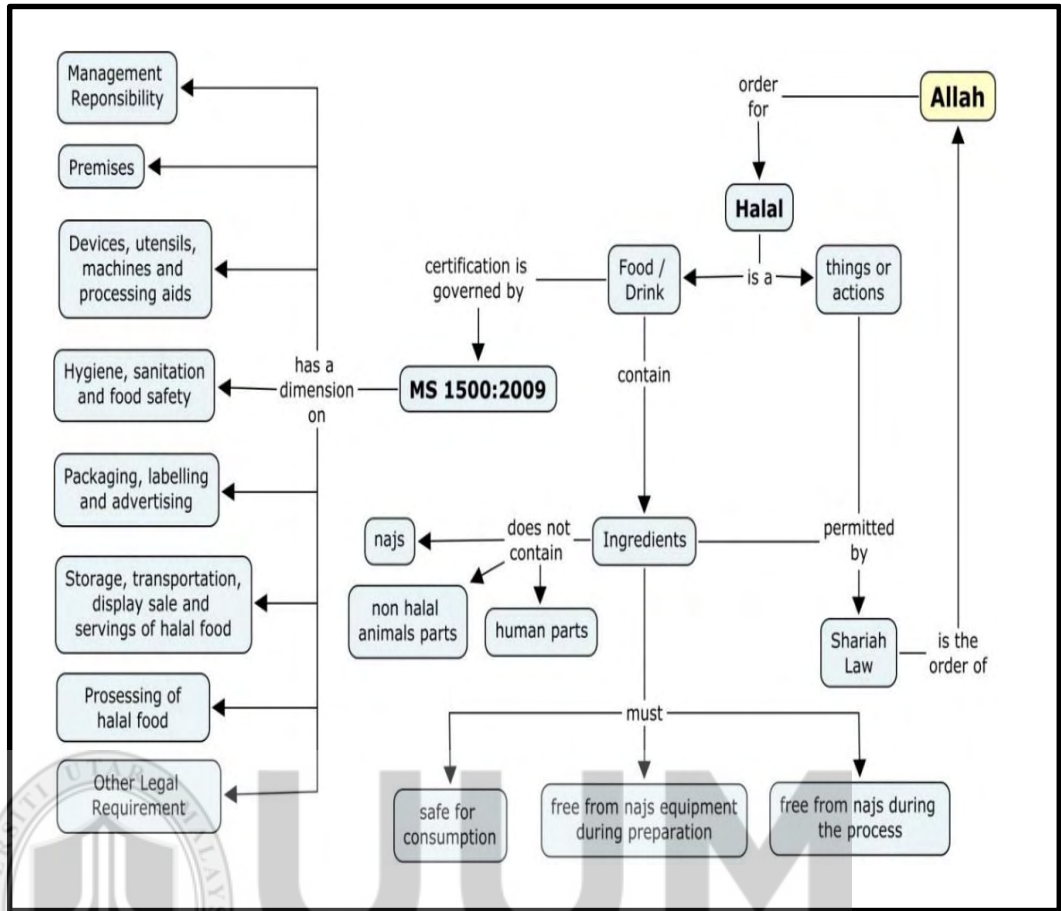 Management
Reponsibility
Premises
Devices, utensils,
machines and
processing aids
Hygiene, sanitation
and food safety
Packaging, labelling
and advertising
Storage, transportation,
display sale and
servings of halal food
Prosessing of
halal food
Other Legal
Requirement
has a
dimension
on
certification is
governed by
MS 1500:2009
order
for
Allah
Halal
Food /
Drink
is a
things or
actions
contain
najs
does not
contain
Ingredients
permitted
by
non halal
animals parts
human parts
Shariah
Law
is the
order of
must
safe for
consumption
free from najs equipment
during preparation
free from najs during
the process
UUM